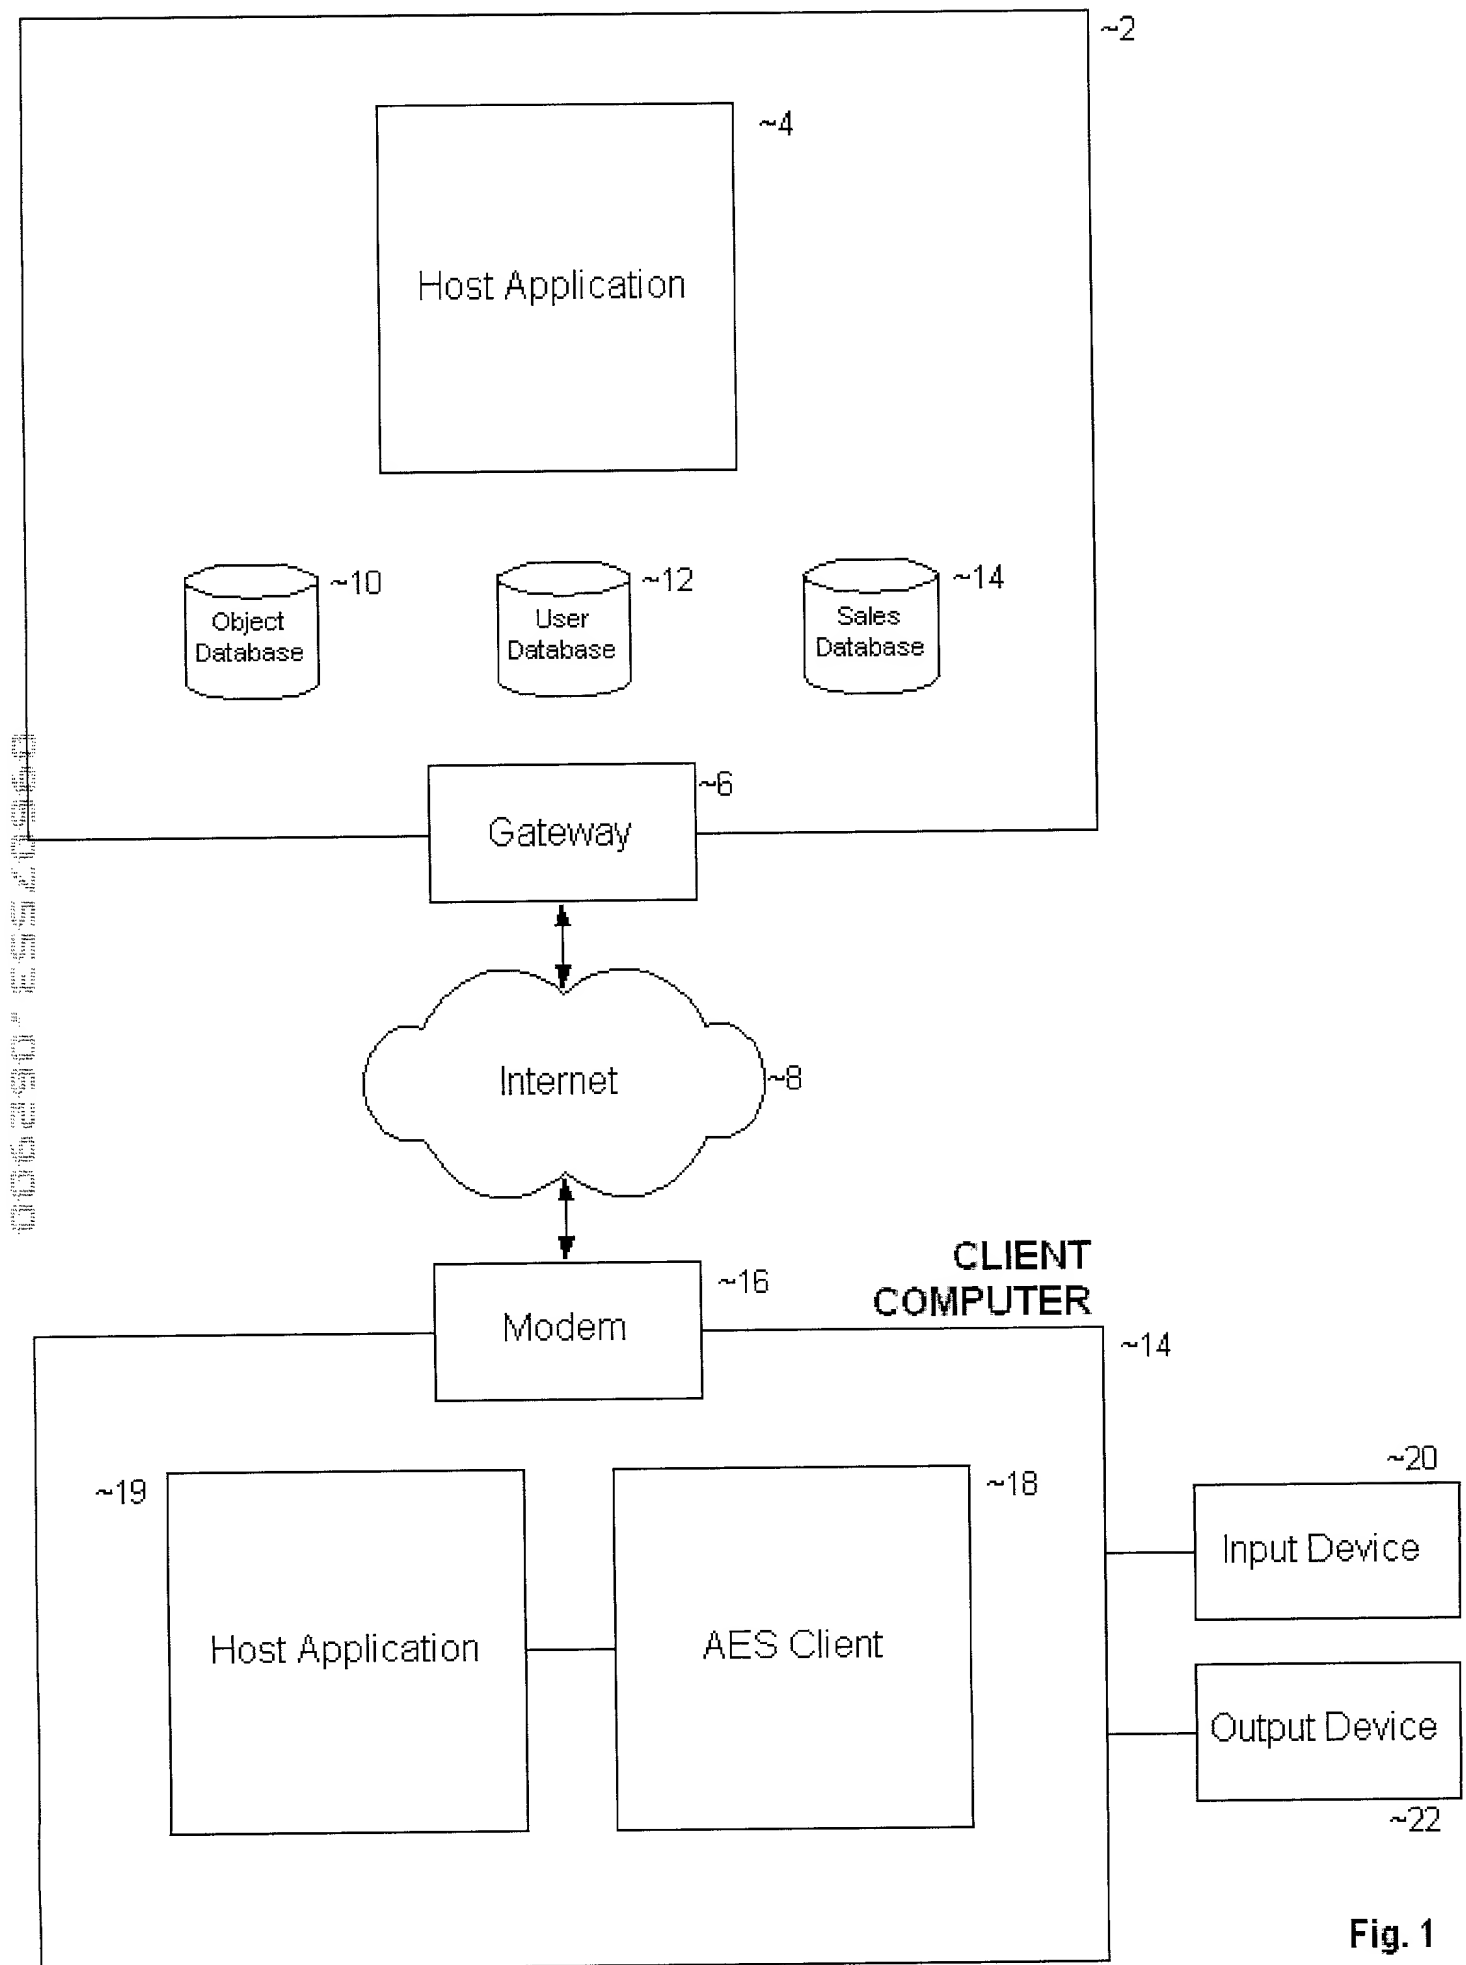 ~2
~4
Host Application
~10
Object
Database
~12
User
Database
~14
Sales
Database
~6
Gateway
Internet
~8
CLIENT
COMPUTER
~16
Modem
~14
~19
Host Application
~18
AES Client
~20
Input Device
Output Device
~22
Fig. 1